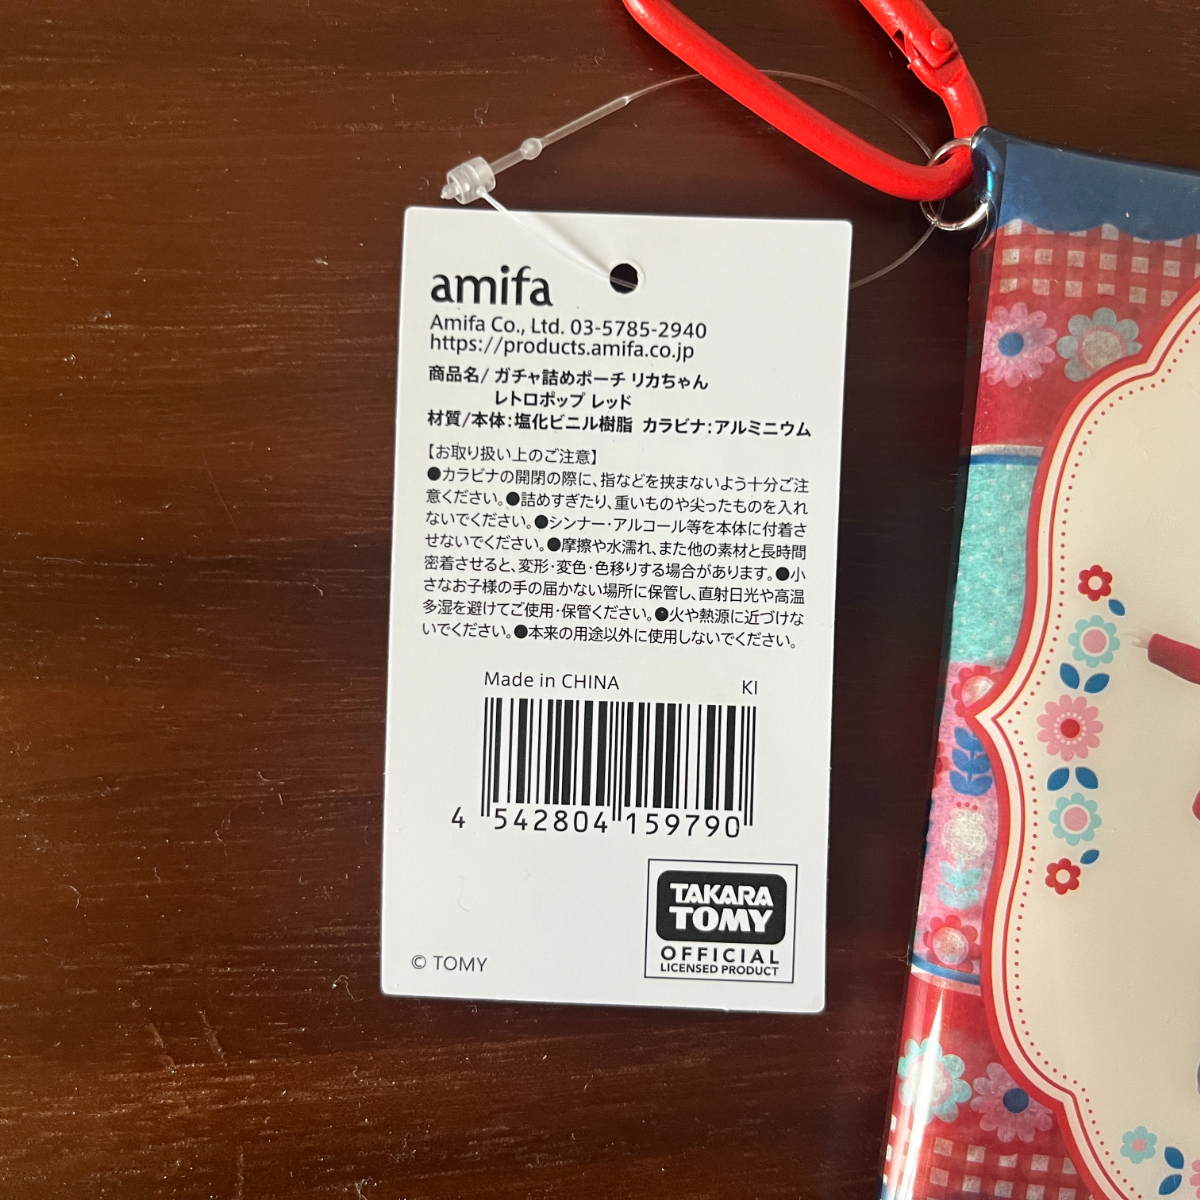 amifa
Amifa Co., Ltd. 03-5785-2940
https://products.amifa.co.jp
商品名/ ガチャ詰めポーチ リカちゃん
レトロポップ レッド
材質/本体:塩化ビニル樹脂 カラビナ:アルミニウム
【お取り扱い上のご注意】
●カラビナの開閉の際に、指などを挟まないよう十分ご注
意ください。●詰めすぎたり、重いものや尖ったものを入れ
ないでください。●シンナー・アルコール等を本体に付着さ
せないでください。●摩擦や水濡れ、また他の素材と長時間
密着させると、変形・変色・色移りする場合があります。●小
さなお子様の手の届かない場所に保管し、直射日光や高温
多湿を避けてご使用・保管ください。●火や熱源に近づけな
いでください。●本来の用途以外に使用しないでください。
Made in CHINA KI
4 542804 159790
TAKARA
TOMY
OFFICIAL
LICENSED PRODUCT
© TOMY